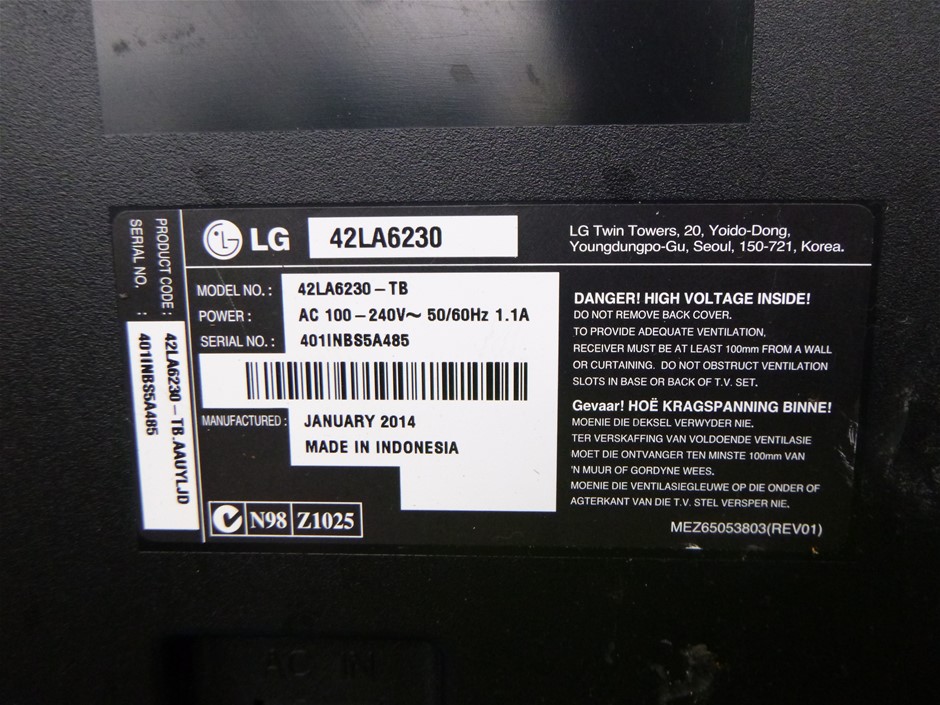 LG 42LA6230
LG Twin Towers, 20, Yoido-Dong,
Youngdungpo-Gu, Seoul, 150-721, Korea.
PRODUCT CODE : 42LA6230-TB.AAUYLJD
SERIAL NO. : 401INBS5A485
MODEL NO. : 42LA6230-TB
POWER : AC 100-240V~ 50/60Hz 1.1A
SERIAL NO. : 401INBS5A485
MANUFACTURED : JANUARY 2014
MADE IN INDONESIA
N98 Z1025
DANGER! HIGH VOLTAGE INSIDE!
DO NOT REMOVE BACK COVER.
TO PROVIDE ADEQUATE VENTILATION,
RECEIVER MUST BE AT LEAST 100mm FROM A WALL
OR CURTAINING. DO NOT OBSTRUCT VENTILATION
SLOTS IN BASE OR BACK OF T.V. SET.
Gevaar! HOË KRAGSPANNING BINNE!
MOENIE DIE DEKSEL VERWYDER NIE.
TER VERSKAFFING VAN VOLDOENDE VENTILASIE
MOET DIE ONTVANGER TEN MINSTE 100mm VAN
'N MUUR OF GORDYNE WEES.
MOENIE DIE VENTILASIEGLEUWE OP DIE ONDER OF
AGTERKANT VAN DIE T.V. STEL VERSPER NIE.
MEZ65053803(REV01)
AC IN